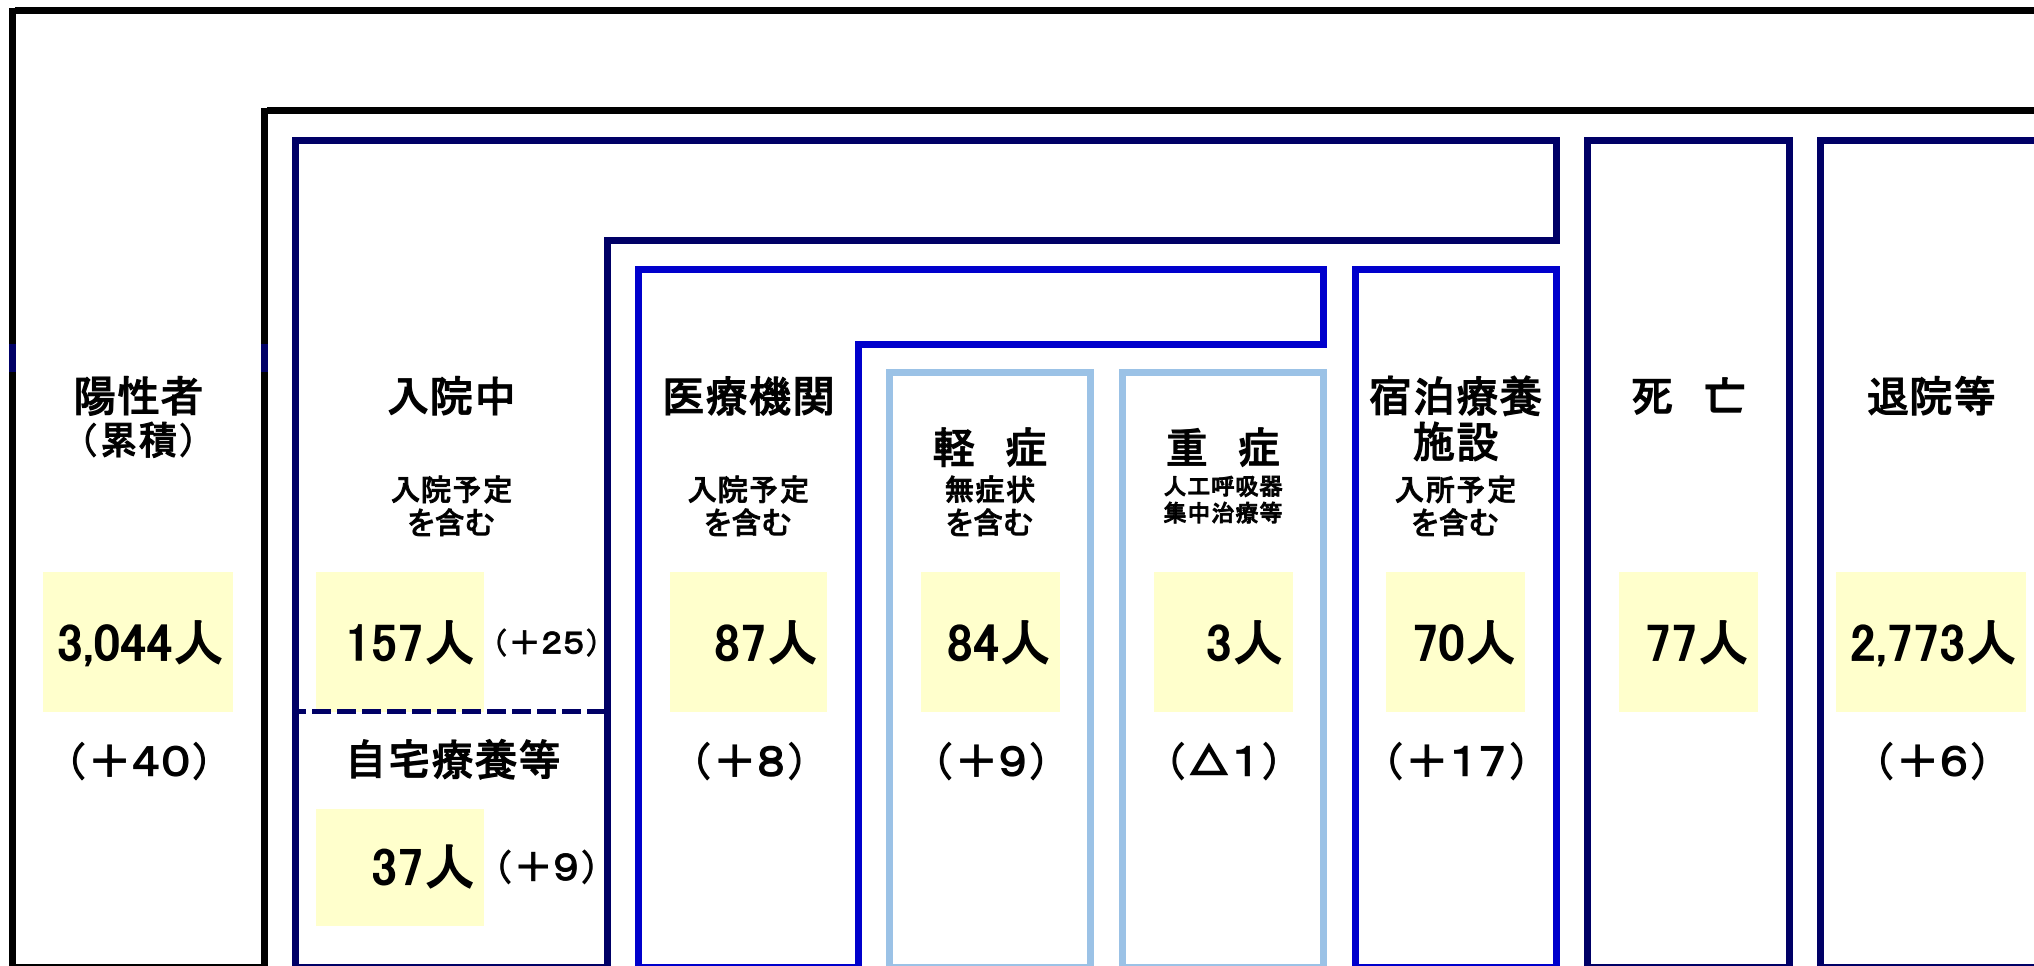 陽性者
（累積）
3,044人
（＋40）
入院中
入院予定
を含む
157人（＋25）
自宅療養等
37人（＋9）
医療機関
入院予定
を含む
87人
（＋8）
軽　症
無症状
を含む
84人
（＋9）
重　症
人工呼吸器
集中治療等
3人
（△1）
宿泊療養
施設
入所予定
を含む
70人
（＋17）
死　亡
77人
退院等
2,773人
（＋6）